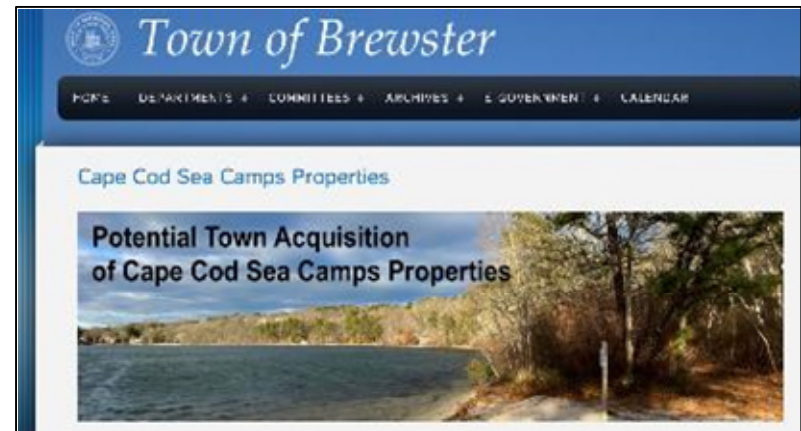 Town of Brewster
HOME DEPARTMENTS + COMMITTEES + ARCHIVES + E-GOVERNMENT + CALENDAR
Cape Cod Sea Camps Properties
Potential Town Acquisition
of Cape Cod Sea Camps Properties